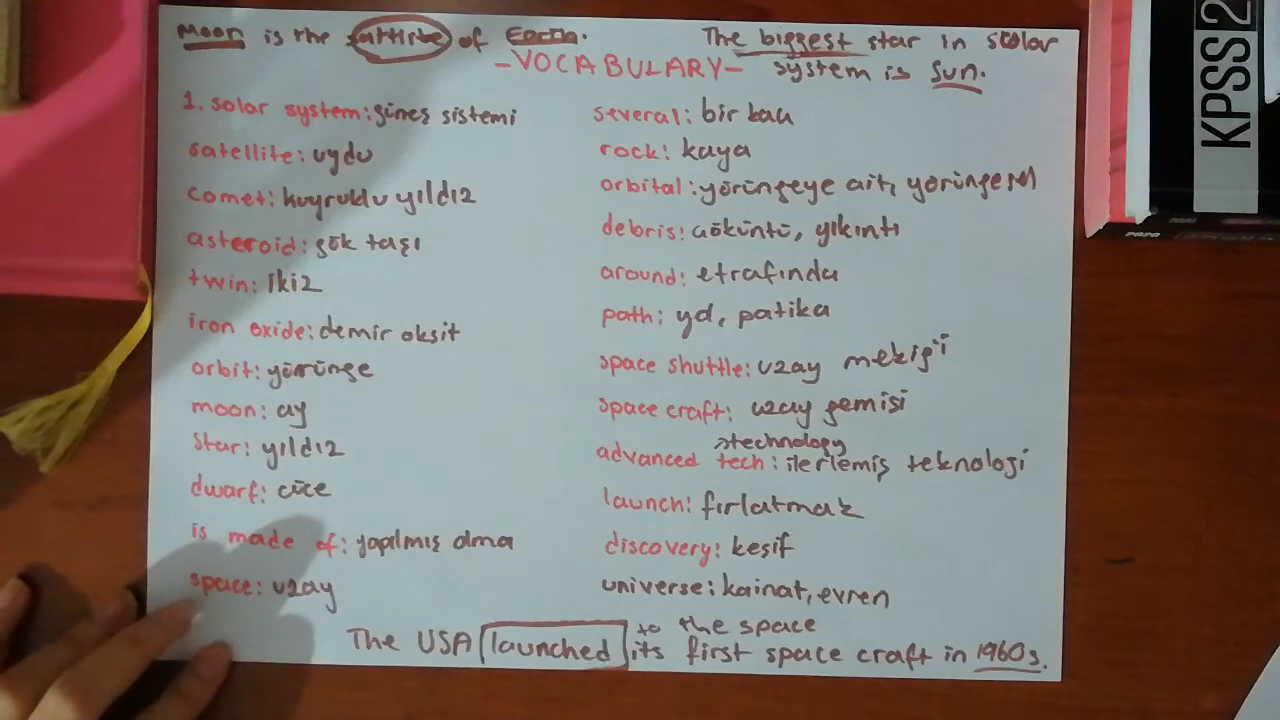 Moon is the sattlite of Earth.
The biggest star in solar
system is Sun.
-VOCABULARY-
1. solar system: güneş sistemi
satellite: uydu
comet: kuyruklu yıldız
asteroid: gök taşı
twin: ikiz
iron oxide: demir oksit
orbit: yörünge
moon: ay
star: yıldız
dwarf: cüce
is made of: yapılmış olma
space: uzay
several: bir kaç
rock: kaya
orbital: yörüngeye ait, yörüngesel
debris: çöküntü, yıkıntı
around: etrafında
path: yol, patika
space shuttle: uzay mekiği
space craft: uzay gemisi
technology
advanced tech: ilerlemiş teknoloji
launch: fırlatmak
discovery: keşif
universe: kainat, evren
to the space
The USA launched its first space craft in 1960s.
KPSS